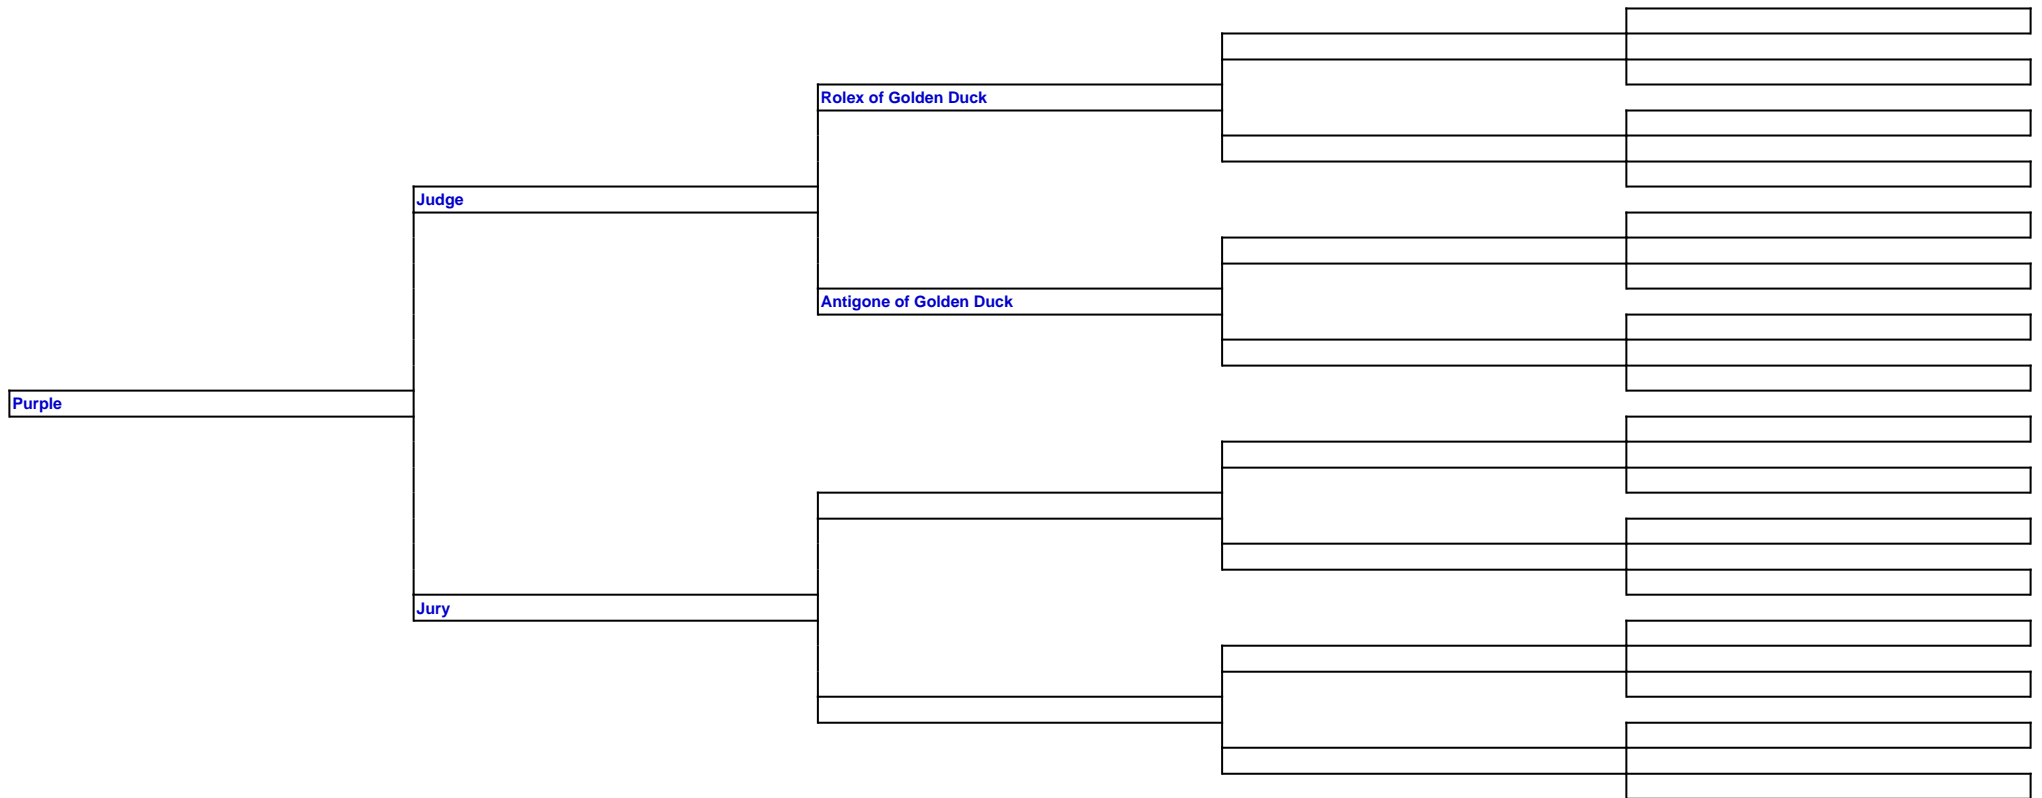 Rolex of Golden Duck
Judge
Antigone of Golden Duck
Purple
Jury